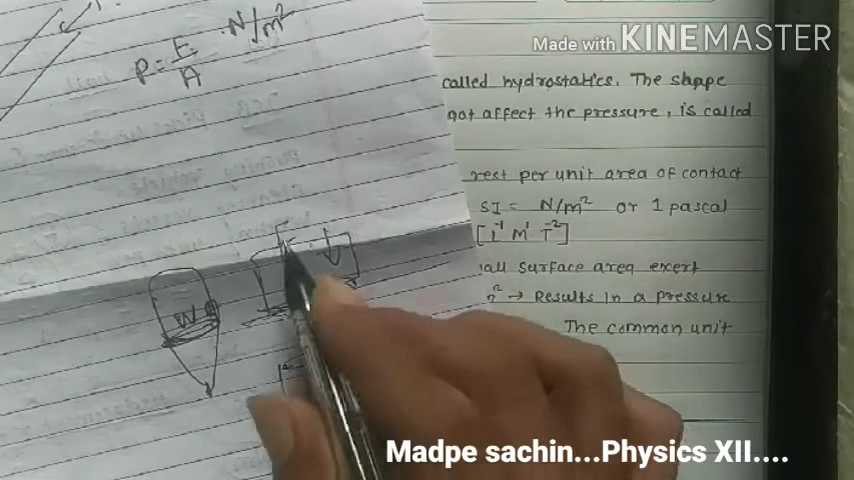 Made with KINEMASTER
P = F/A N/m²
called hydrostatics. The shape
not affect the pressure, is called
rest per unit area of contact
SI = N/m² or 1 pascal
[L⁻¹ M¹ T⁻²]
surface area exert
→ Results in a pressure
The common unit
W
Madpe sachin...Physics XII....